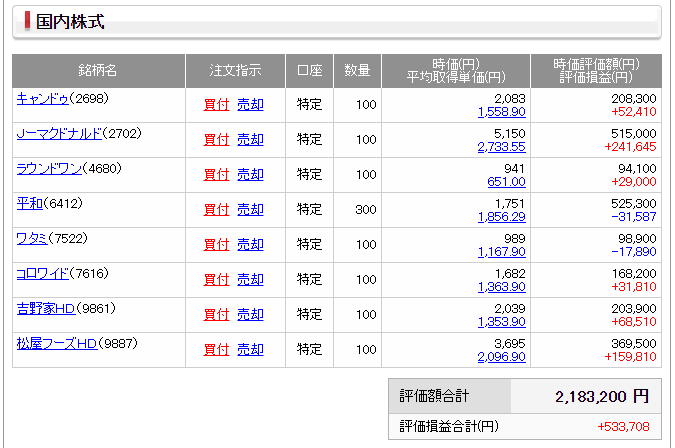 国内株式
銘柄名 注文指示 口座 数量 時価(円) 時価評価額(円)
平均取得単価(円) 評価損益(円)
キャンドゥ(2698) 買付 売却 特定 100 2,083 208,300
1,558.90 +52,410
Jーマクドナルド(2702) 買付 売却 特定 100 5,150 515,000
2,733.55 +241,645
ラウンドワン(4680) 買付 売却 特定 100 941 94,100
651.00 +29,000
平和(6412) 買付 売却 特定 300 1,751 525,300
1,856.29 -31,587
ワタミ(7522) 買付 売却 特定 100 989 98,900
1,167.90 -17,890
コロワイド(7616) 買付 売却 特定 100 1,682 168,200
1,363.90 +31,810
吉野家HD(9861) 買付 売却 特定 100 2,039 203,900
1,353.90 +68,510
松屋フーズHD(9887) 買付 売却 特定 100 3,695 369,500
2,096.90 +159,810
評価額合計 2,183,200 円
評価損益合計(円) +533,708